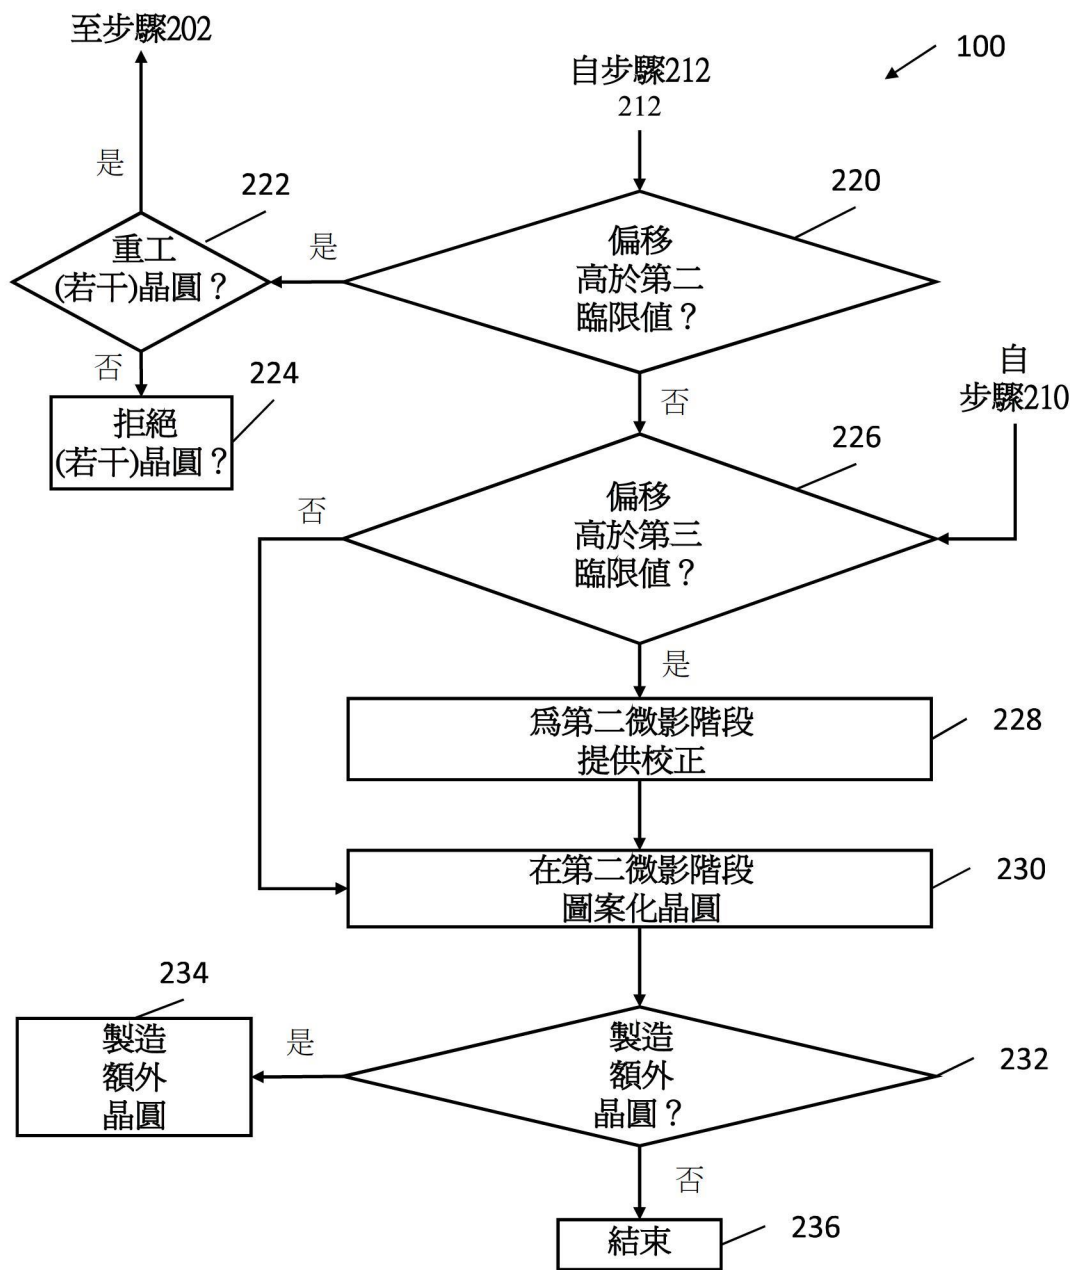 至步驟202
100
自步驟212
212
是
222
220
重工
(若干)晶圓？
是
偏移
高於第二
臨限值？
否
224
拒絕
(若干)晶圓？
否
自
步驟210
226
否
偏移
高於第三
臨限值？
是
為第二微影階段
提供校正
228
在第二微影階段
圖案化晶圓
230
234
製造
額外
晶圓
是
製造
額外
晶圓？
232
否
結束
236